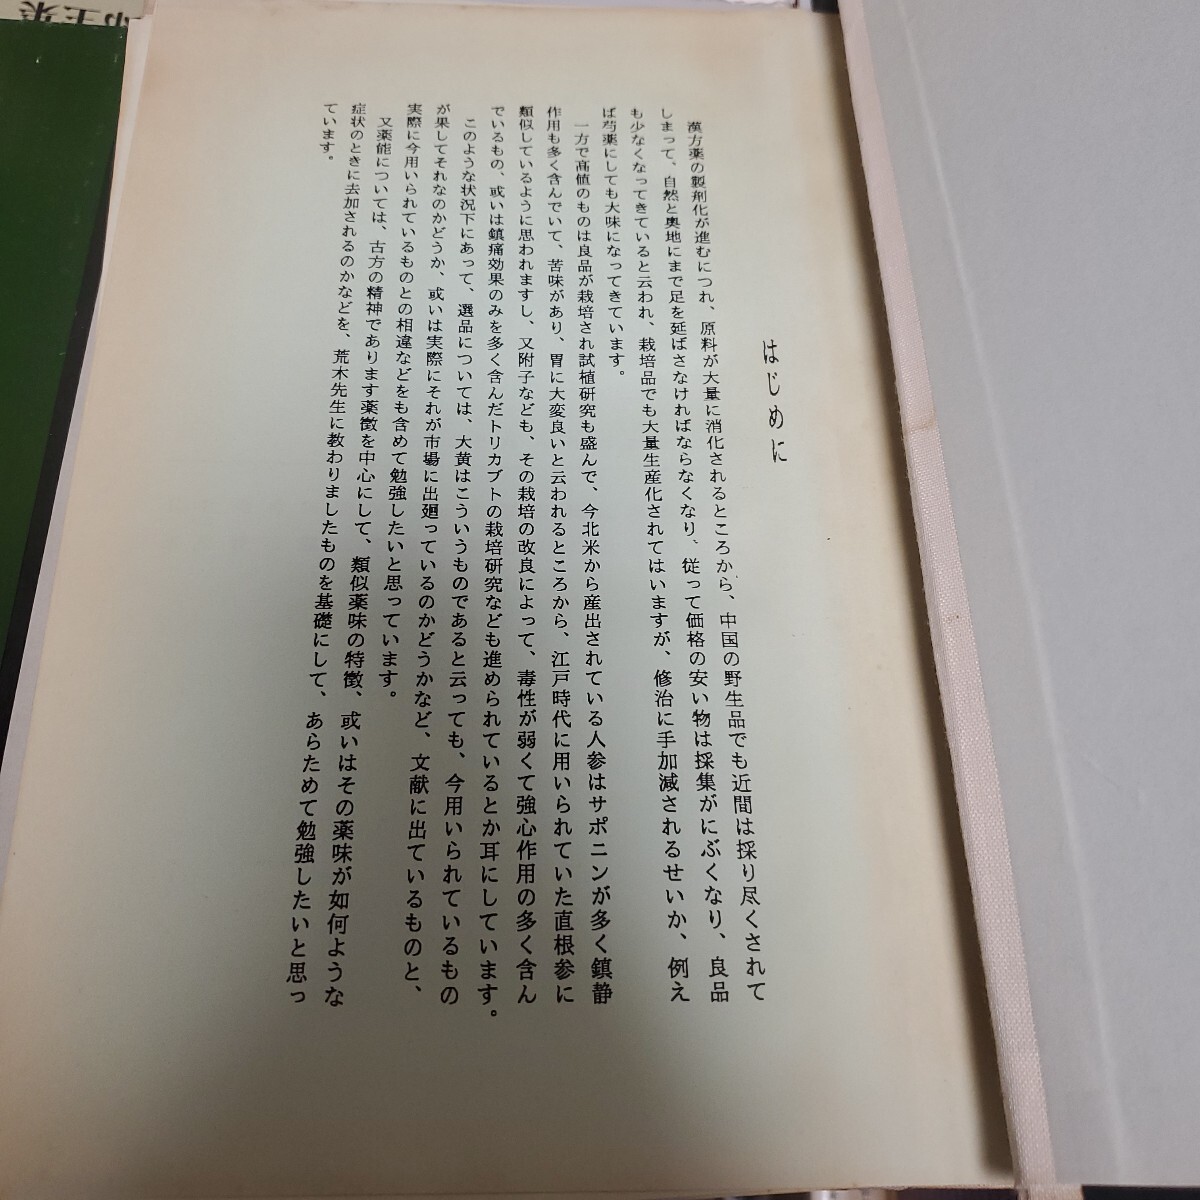 はじめに
漢方薬の製剤化が進むにつれ、原料が大量に消化されるところから、中国の野生品でも近間は採り尽くされて
しまって、自然と奥地にまで足を延ばさなければならなくなり、従って価格の安い物は採集がにぶくなり、良品
も少なくなってきていると云われ、栽培品でも大量生産化されてはいますが、修治に手加減されるせいか、例え
ば芍薬にしても大味になってきています。
一方で高値のものは良品が栽培され試植研究も盛んで、今北米から産出されている人参はサポニンが多く鎮静
作用も多く含んでいて、苦味があり、胃に大変良いと云われるところから、江戸時代に用いられていた直根参に
類似しているように思われますし、又附子なども、その栽培の改良によって、毒性が弱くて強心作用の多く含ん
でいるもの、或いは鎮痛効果のみを多く含んだトリカブトの栽培研究なども進められているとか耳にしています。
このような状況下にあって、選品については、大黄はこういうものであると云っても、今用いられているもの
が果してそれなのかどうか、或いは実際にそれが市場に出廻っているのかどうかなど、文献に出ているものと、
実際に今用いられているものとの相違などをも含めて勉強したいと思っています。
又薬能については、古方の精神であります薬徴を中心にして、類似薬味の特徴、或いはその薬味が如何ような
症状のときに去加されるのかなどを、荒木先生に教わりましたものを基礎にして、あらためて勉強したいと思っ
ています。